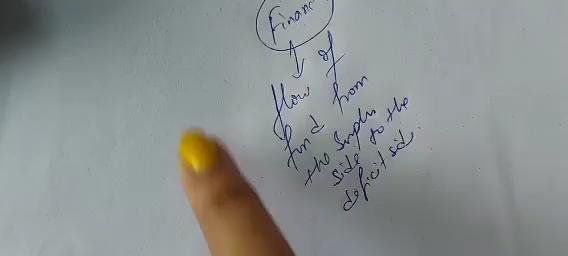 Financ
flow of
fund from
the surplus
side to the
deficit sid.